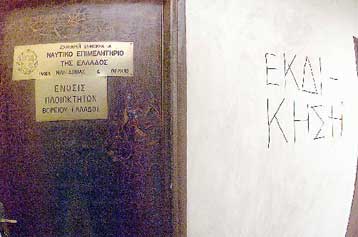 ΝΑΥΤΙΚΟ ΕΠΙΜΕΛΗΤΗΡΙΟ
ΤΗΣ ΕΛΛΑΔΟΣ
ΕΝΩΣΙΣ
ΠΛΟΙΟΚΤΗΤΩΝ
ΒΟΡΕΙΟΥ ΕΛΛΑΔΟΣ
ΕΚΔΙ-
ΚΗΣΗ